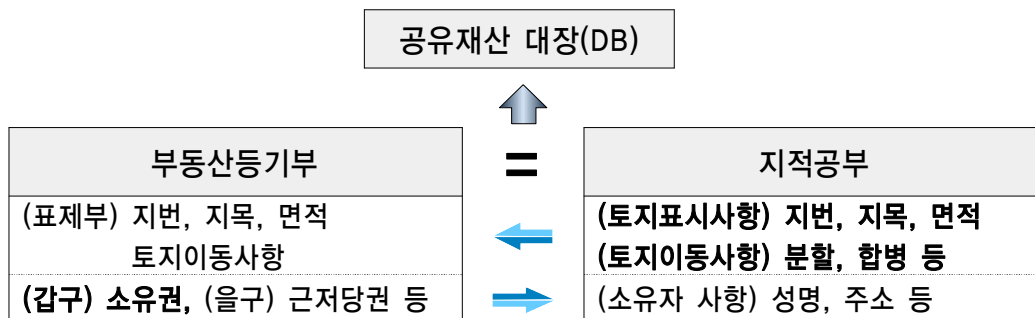 공유재산 대장(DB)
부동산등기부
=
지적공부
(표제부) 지번, 지목, 면적
토지이동사항
(토지표시사항) 지번, 지목, 면적
(토지이동사항) 분할, 합병 등
(갑구) 소유권, (을구) 근저당권 등
(소유자 사항) 성명, 주소 등